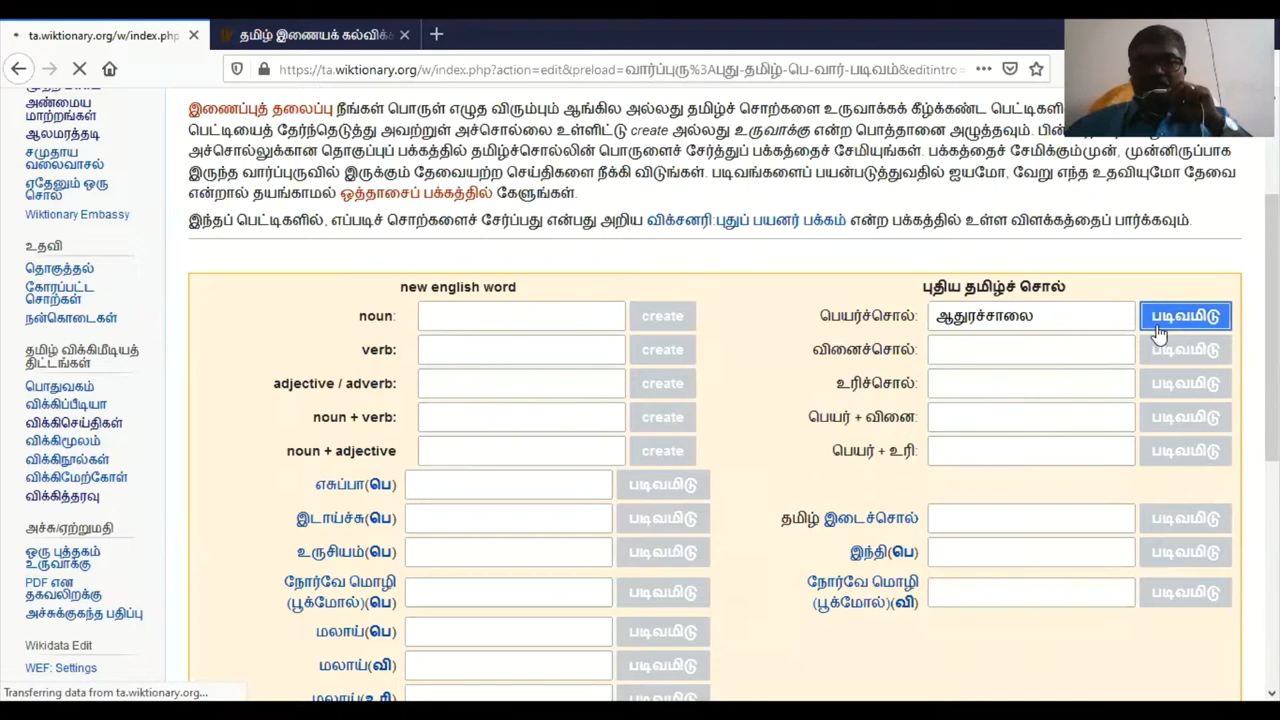 ta.wiktionary.org/w/index.php
தமிழ் இணையக் கல்விக்
https://ta.wiktionary.org/w/index.php?action=edit&preload=வார்ப்புரு%3Aபுது-தமிழ்-பெ-வார்-படிவம்&editintro=
அண்மைய
மாற்றங்கள்
ஆலமரத்தடி
சமுதாய
வலைவாசல்
ஏதேனும் ஒரு
சொல்
Wiktionary Embassy
உதவி
தொகுத்தல்
கோரப்பட்ட
சொற்கள்
நன்கொடைகள்
தமிழ் விக்கிமீடியத்
திட்டங்கள்
பொதுவகம்
விக்கிப்பீடியா
விக்கிசெய்திகள்
விக்கிமூலம்
விக்கிநூல்கள்
விக்கிமேற்கோள்
விக்கித்தரவு
அச்சு/ஏற்றுமதி
ஒரு புத்தகம்
உருவாக்கு
PDF என
தகவலிறக்கு
அச்சுக்குகந்த பதிப்பு
Wikidata Edit
WEF: Settings
Transferring data from ta.wiktionary.org...
இணைப்புத் தலைப்பு நீங்கள் பொருள் எழுத விரும்பும் ஆங்கில அல்லது தமிழ்ச் சொற்களை உருவாக்கக் கீழ்க்கண்ட
பெட்டியைத் தேர்ந்தெடுத்து அவற்றுள் அச்சொல்லை உள்ளிட்டு create அல்லது உருவாக்கு என்ற பொத்தானை அழுத்தவும்.
அச்சொல்லுக்கான தொகுப்புப் பக்கத்தில் தமிழ்ச்சொல்லின் பொருளைச் சேர்த்துப் பக்கத்தைச் சேமியுங்கள். பக்கத்தைச் சேமிக்கும்முன், முன்னிருப்பாக
இருந்த வார்ப்புருவில் இருக்கும் தேவையற்ற செய்திகளை நீக்கி விடுங்கள். படிவங்களைப் பயன்படுத்துவதில் ஐயமோ, வேறு எந்த உதவியுமோ தேவை
என்றால் தயங்காமல் ஒத்தாசைப் பக்கத்தில் கேளுங்கள்.
இந்தப் பெட்டிகளில், எப்படிச் சொற்களைச் சேர்ப்பது என்பது அறிய விக்சனரி:புதுப் பயனர் பக்கம் என்ற பக்கத்தில் உள்ள விளக்கத்தைப் பார்க்கவும்.
new english word புதிய தமிழ்ச் சொல்
noun: create பெயர்ச்சொல்: ஆதுரச்சாலை படிவமிடு
verb: create வினைச்சொல்: படிவமிடு
adjective / adverb: create உரிச்சொல்: படிவமிடு
noun + verb: create பெயர் + வினை: படிவமிடு
noun + adjective create பெயர் + உரி: படிவமிடு
எசுப்பா(பெ) படிவமிடு
இடாய்ச்சு(பெ) படிவமிடு தமிழ் இடைச்சொல் படிவமிடு
உருசியம்(பெ) படிவமிடு இந்தி(பெ) படிவமிடு
நோர்வே மொழி நோர்வே மொழி
(பூக்மோல்)(பெ) படிவமிடு (பூக்மோல்)(வி) படிவமிடு
மலாய்(பெ) படிவமிடு
மலாய்(வி) படிவமிடு
மலாய்(உரி) படிவமிடு